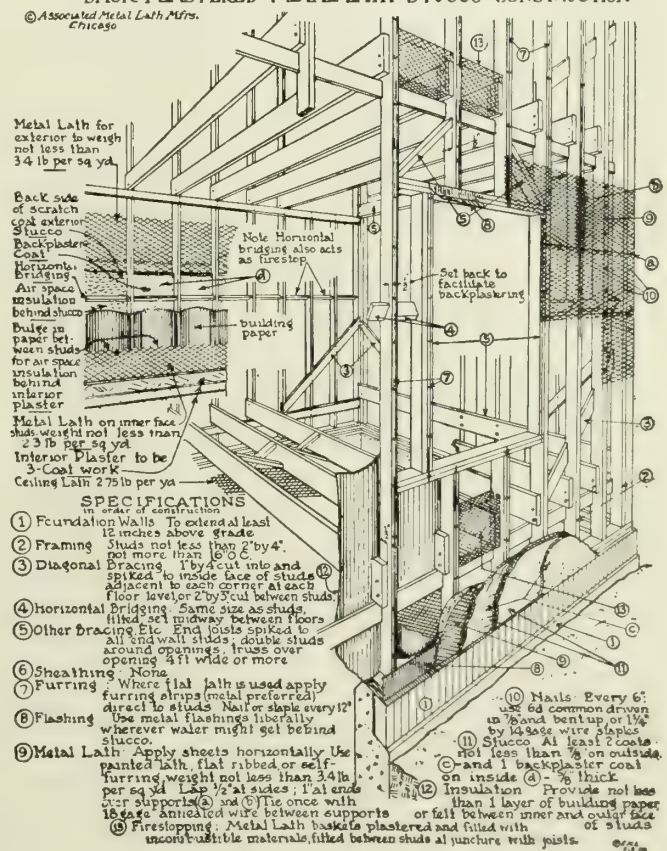 BASIC PLASTERED METAL LATH STUCCO CONSTRUCTION
© Associated Metal Lath Mfrs.
Chicago
Metal Lath for
exterior to weigh
not less than
3.4 lb per sq yd
Back side
of scratch
coat exterior
Stucco
Backplaster
Coat
Horizontal
Bridging
Air space
insulation
behind stucco
Bulge in
paper bet-
ween studs
for air space
insulation
behind
interior
plaster
Metal Lath on inner face
studs, weight not less than
2.3 lb per sq yd
Interior Plaster to be
3-Coat work
Ceiling Lath 2.75 lb per yd
Note Horizontal
bridging also acts
as firestop
building
paper
Set back to
facilitate
backplastering
SPECIFICATIONS
in order of construction
① Foundation Walls To extend at least
12 inches above grade
② Framing Studs not less than 2" by 4",
not more than 16" O.C.
③ Diagonal Bracing 1" by 4" cut into and
spiked to inside face of studs
adjacent to each corner at each
floor level, or 2" by 3" cut between studs.
④ Horizontal Bridging. Same size as studs,
fitted, set midway between floors
⑤ Other Bracing, Etc End joists spiked to
all end wall studs; double studs
around openings, truss over
opening 4 ft wide or more
⑥ Sheathing: None
⑦ Furring: Where flat lath is used apply
furring strips (metal preferred)
direct to studs Nail or staple every 12"
⑧ Flashing Use metal flashings liberally
wherever water might get behind
stucco.
⑨ Metal Lath: Apply sheets horizontally Use
painted lath, flat ribbed, or self-
furring, weight not less than 3.4 lb
per sq yd Lap ½" at sides; 1" at ends
over supports ⓐ and ⓑ Tie once with
18 gage annealed wire between supports
⑩ Nails: Every 6";
use 6d common driven
in ⅞" and bent up, or 1¼"
by 14 gage wire staples
⑪ Stucco At least 2 coats
not less than ⅞" on outside,
ⓒ and 1 backplaster coat
on inside ⓓ - ⅝" thick
⑫ Insulation Provide not less
than 1 layer of building paper
or felt between inner and outer face
of studs
⑬ Firestopping: Metal Lath baskets plastered and filled with
incombustible materials, fitted between studs at juncture with joists.